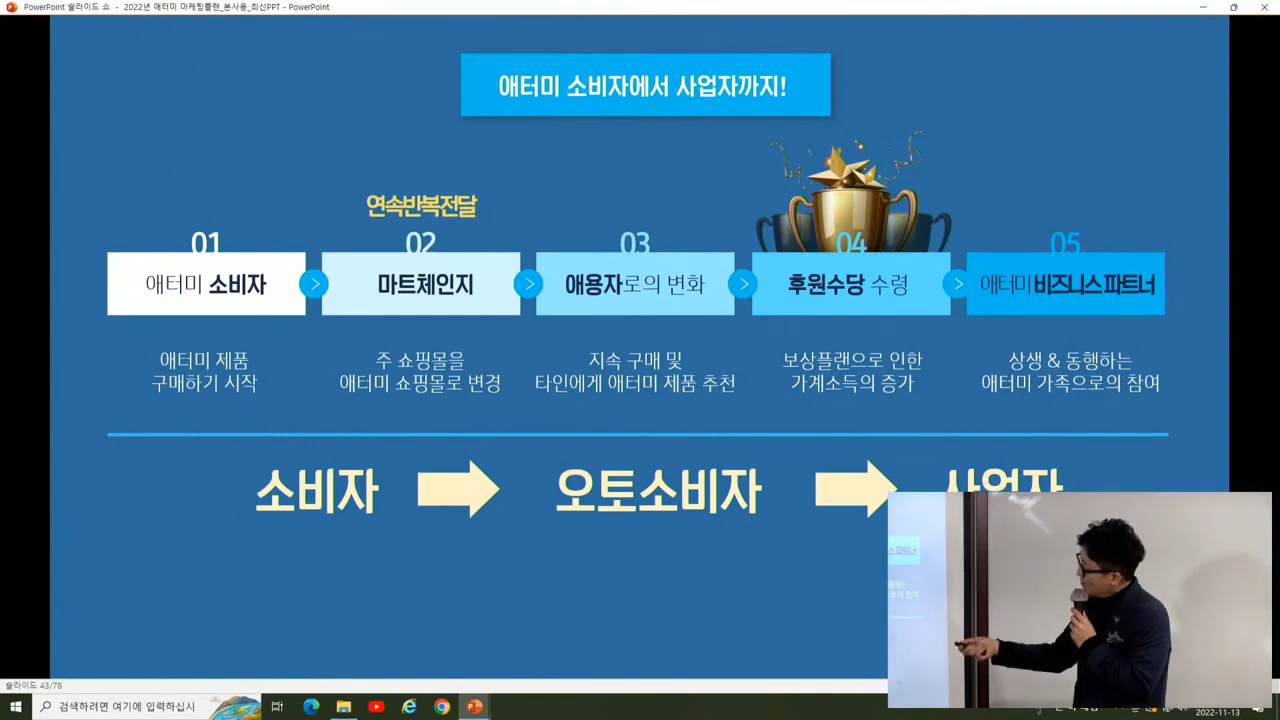 PowerPoint 슬라이드 쇼 - 2022년 애터미 마케팅플랜_본사용_최신PPT - PowerPoint
애터미 소비자에서 사업자까지!
연속반복전달
01
02
03
04
05
애터미 소비자
마트체인지
애용자로의 변화
후원수당 수령
애터미 비즈니스 파트너
애터미 제품
구매하기 시작
주 쇼핑몰을
애터미 쇼핑몰로 변경
지속 구매 및
타인에게 애터미 제품 추천
보상플랜으로 인한
가계소득의 증가
상생 & 동행하는
애터미 가족으로의 참여
소비자
오토소비자
사업자
스 파트너
슬라이드 43/78
검색하려면 여기에 입력하십시
2022-11-13